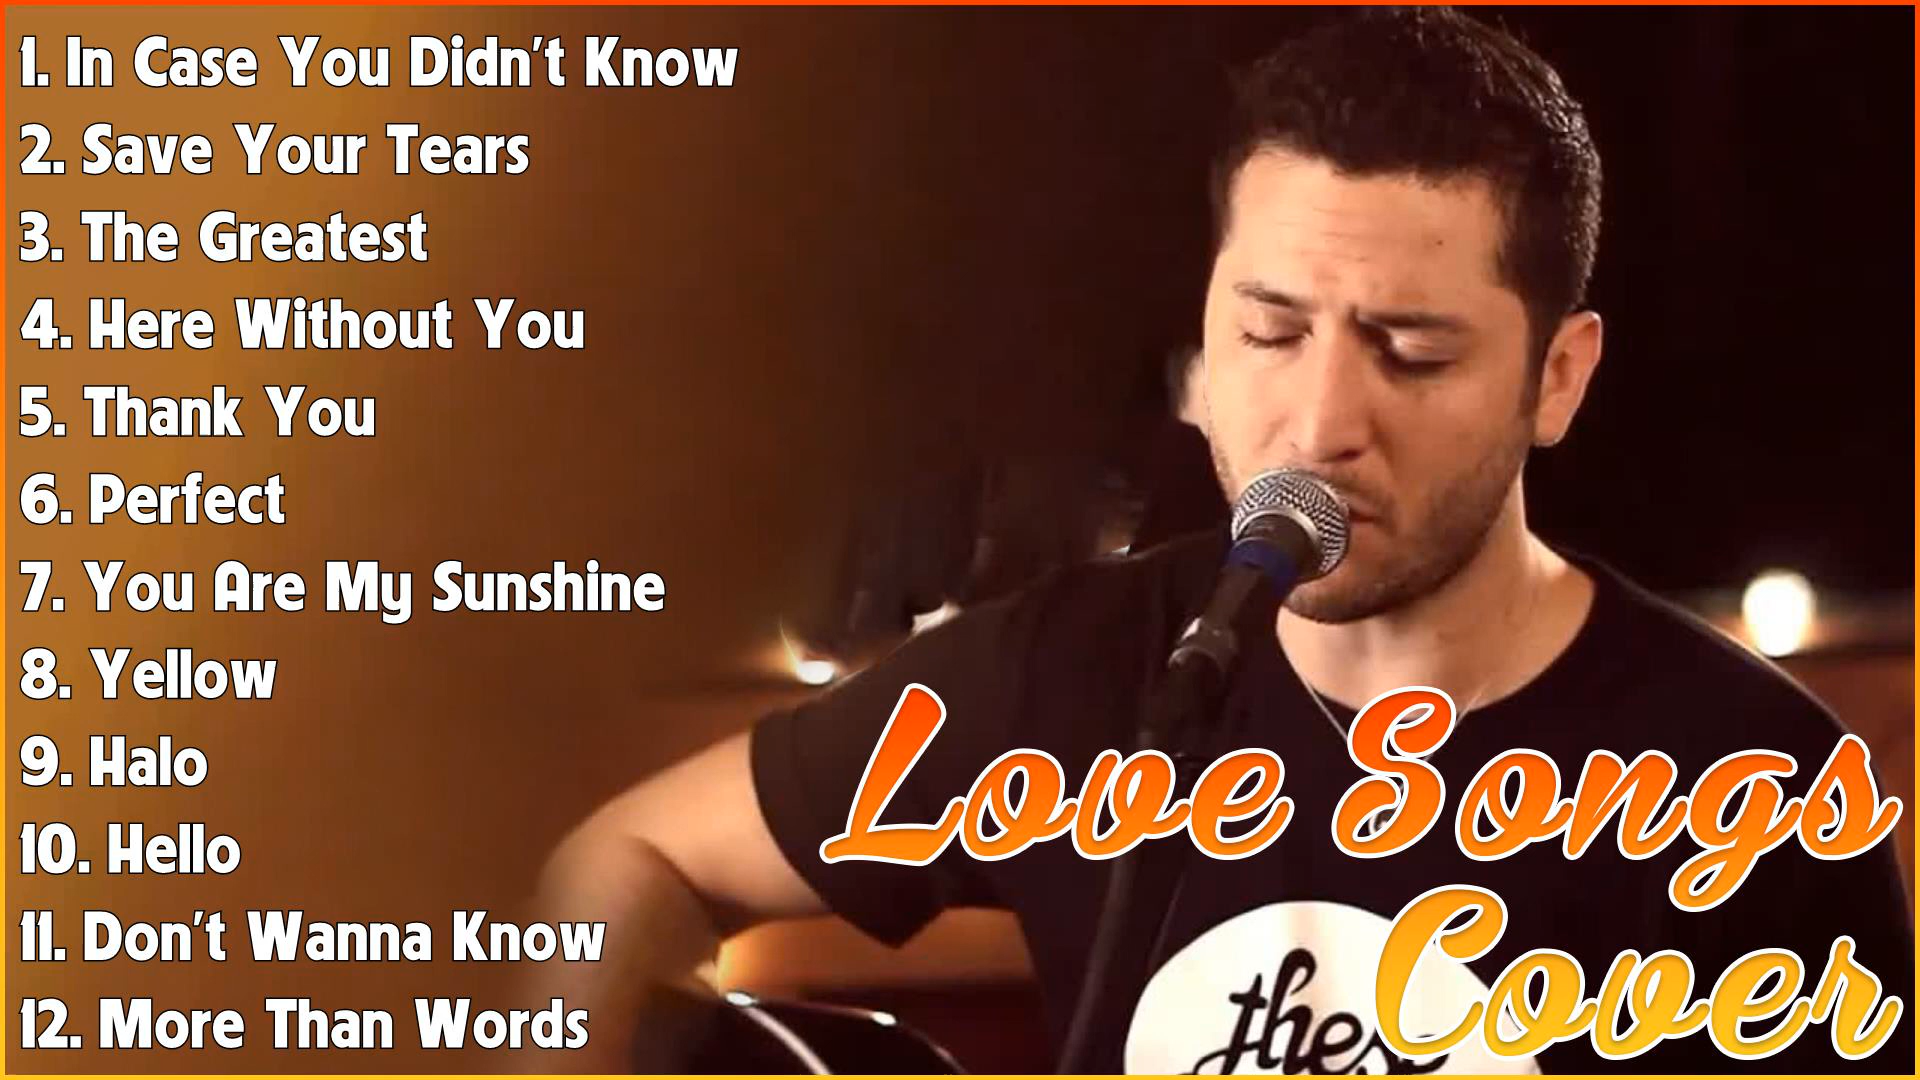 1. In Case You Didn't Know
2. Save Your Tears
3. The Greatest
4. Here Without You
5. Thank You
6. Perfect
7. You Are My Sunshine
8. Yellow
9. Halo
10. Hello
11. Don't Wanna Know
12. More Than Words
Love Songs
Cover
these